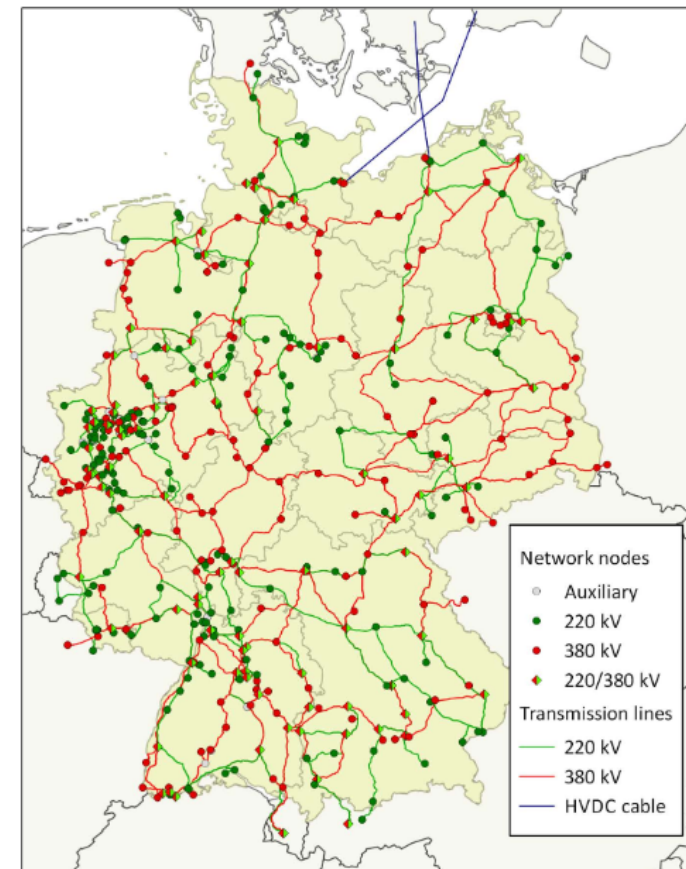 Network nodes
Auxiliary
220 kV
380 kV
220/380 kV
Transmission lines
220 kV
380 kV
HVDC cable